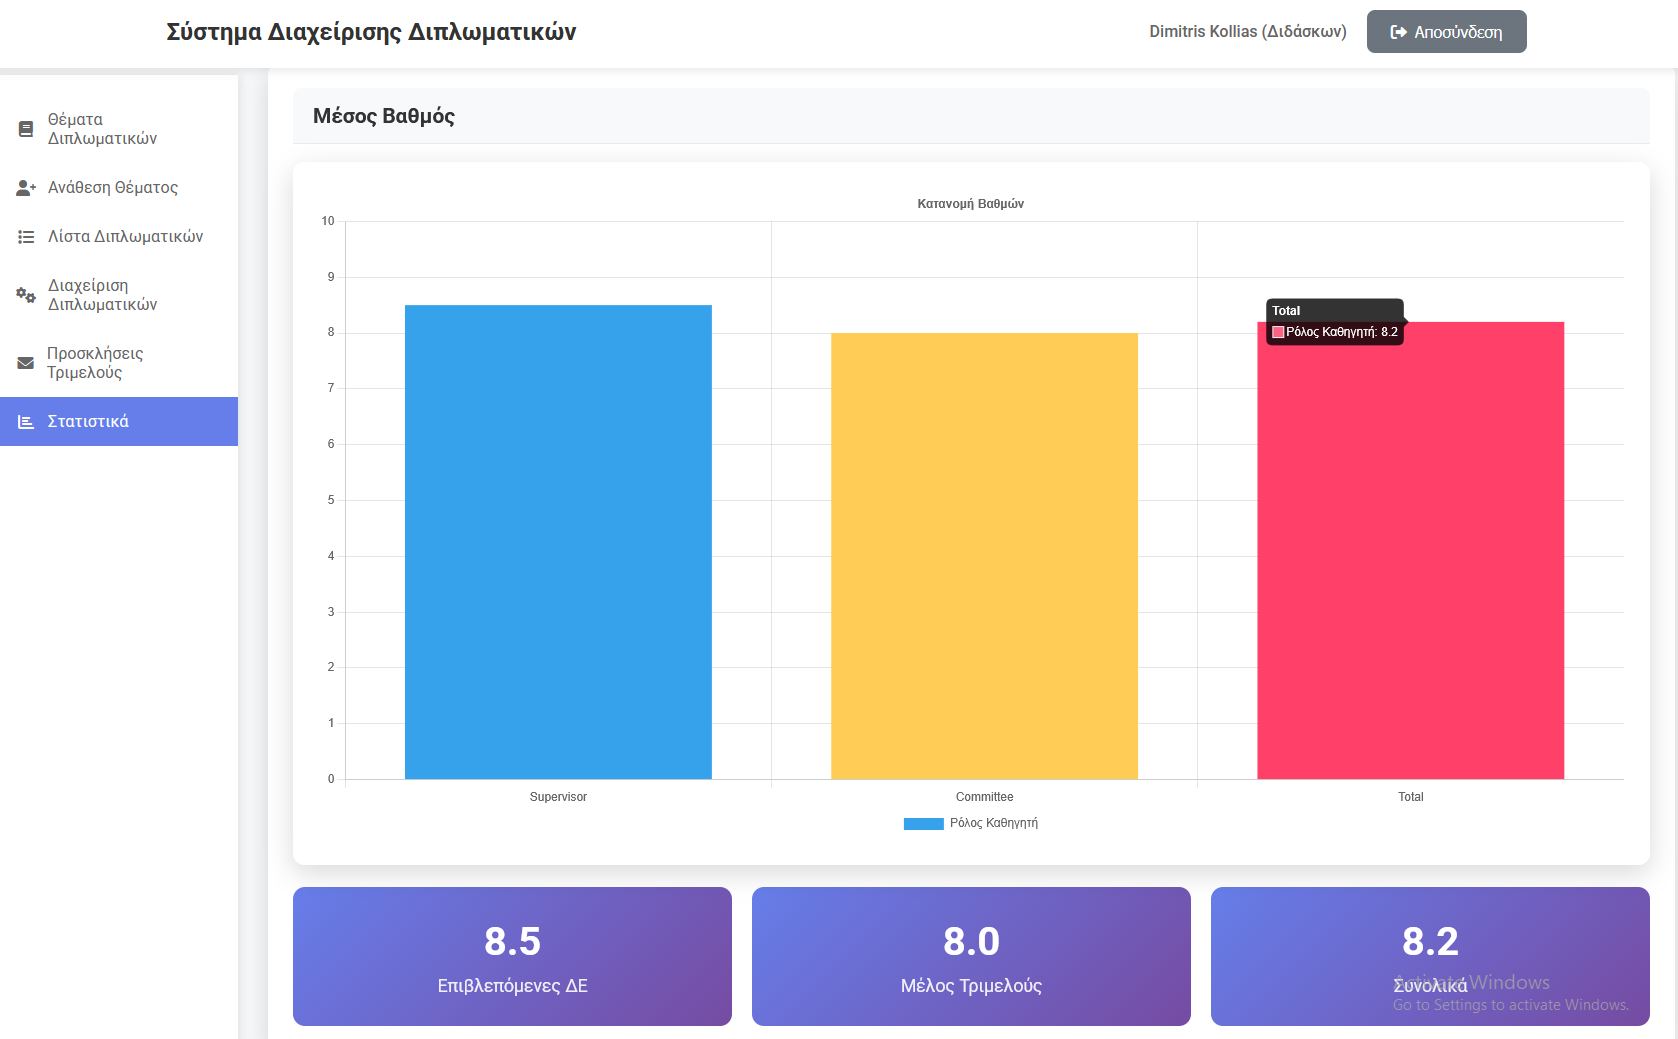 Σύστημα Διαχείρισης Διπλωματικών
Dimitris Kollias (Διδάσκων)
Αποσύνδεση
Θέματα
Διπλωματικών
Ανάθεση Θέματος
Λίστα Διπλωματικών
Διαχείριση
Διπλωματικών
Προσκλήσεις
Τριμελούς
Στατιστικά
Μέσος Βαθμός
Κατανομή Βαθμών
10
9
8
7
6
5
4
3
2
1
0
Total
Ρόλος Καθηγητή: 8.2
Supervisor
Committee
Total
Ρόλος Καθηγητή
8.5
Επιβλεπόμενες ΔΕ
8.0
Μέλος Τριμελούς
8.2
Συνολικά
Activate Windows
Go to Settings to activate Windows.